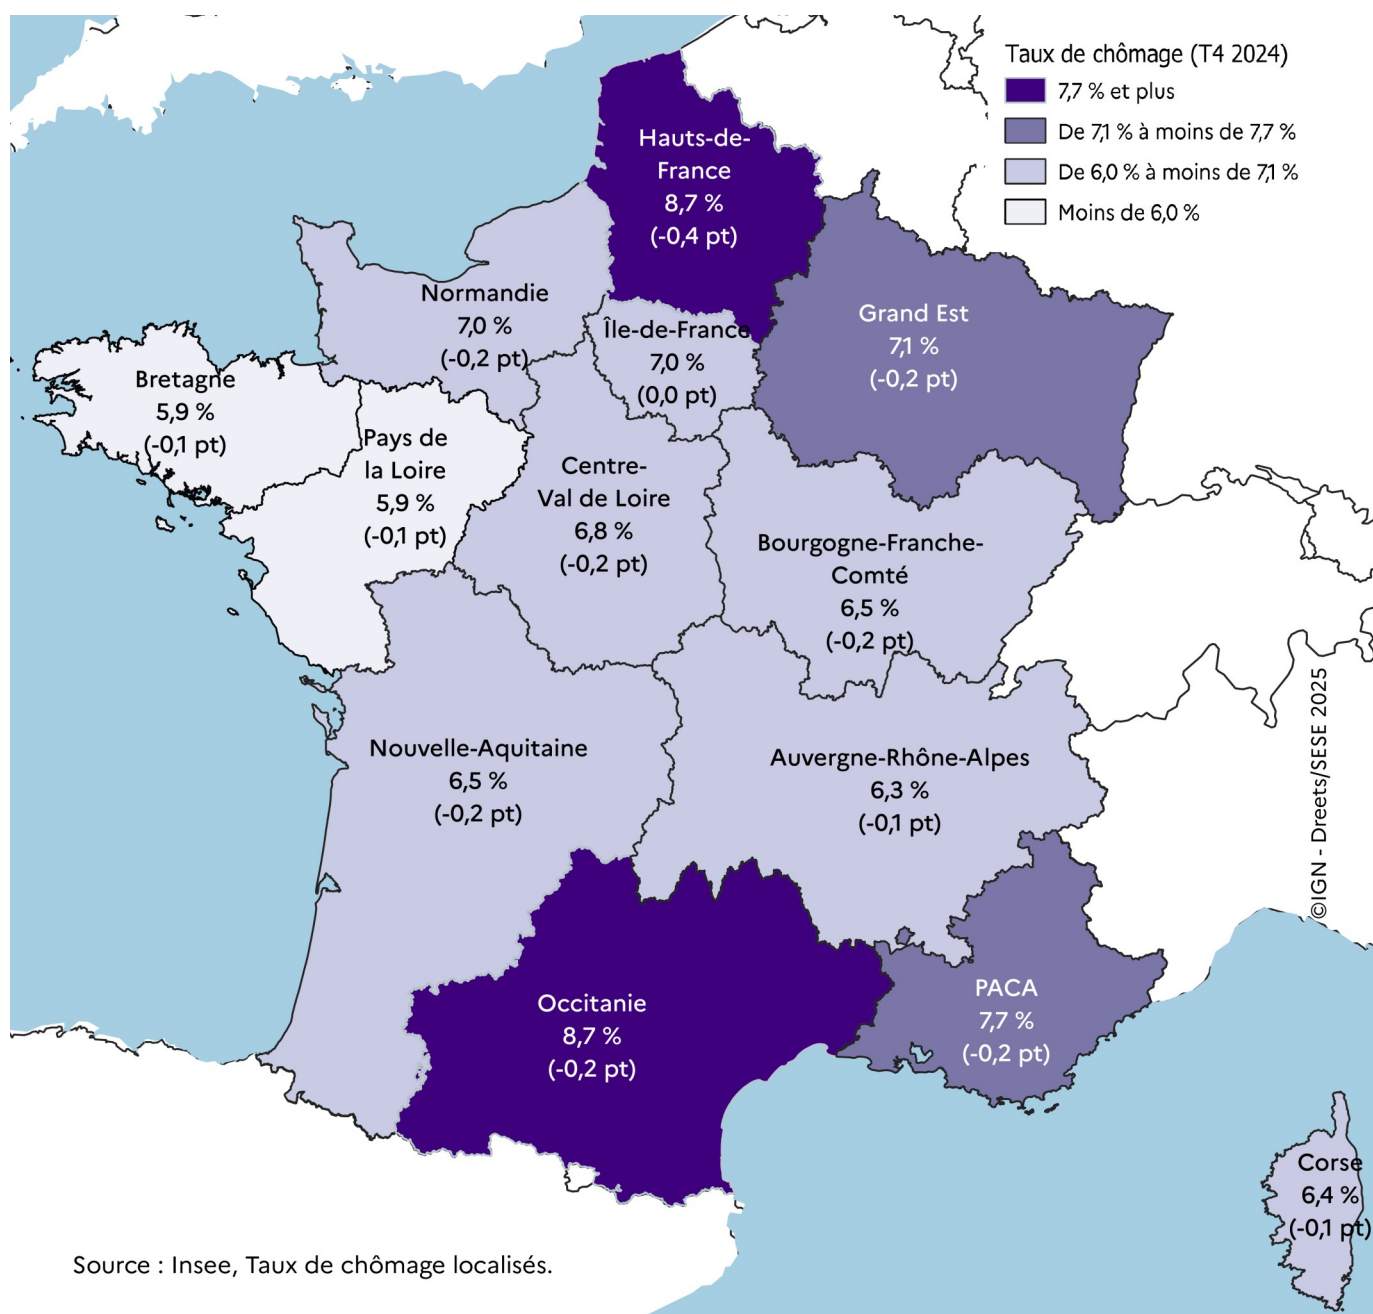 Taux de chômage (T4 2024)
7,7 % et plus
De 7,1 % à moins de 7,7 %
De 6,0 % à moins de 7,1 %
Moins de 6,0 %
Hauts-de-
France
8,7 %
(-0,4 pt)
Normandie
7,0 %
(-0,2 pt)
Île-de-France
7,0 %
(0,0 pt)
Grand Est
7,1 %
(-0,2 pt)
Bretagne
5,9 %
(-0,1 pt)
Pays de
la Loire
5,9 %
(-0,1 pt)
Centre-
Val de Loire
6,8 %
(-0,2 pt)
Bourgogne-Franche-
Comté
6,5 %
(-0,2 pt)
Nouvelle-Aquitaine
6,5 %
(-0,2 pt)
Auvergne-Rhône-Alpes
6,3 %
(-0,1 pt)
Occitanie
8,7 %
(-0,2 pt)
PACA
7,7 %
(-0,2 pt)
Corse
6,4 %
(-0,1 pt)
©IGN - Dreets/SESE 2025
Source : Insee, Taux de chômage localisés.